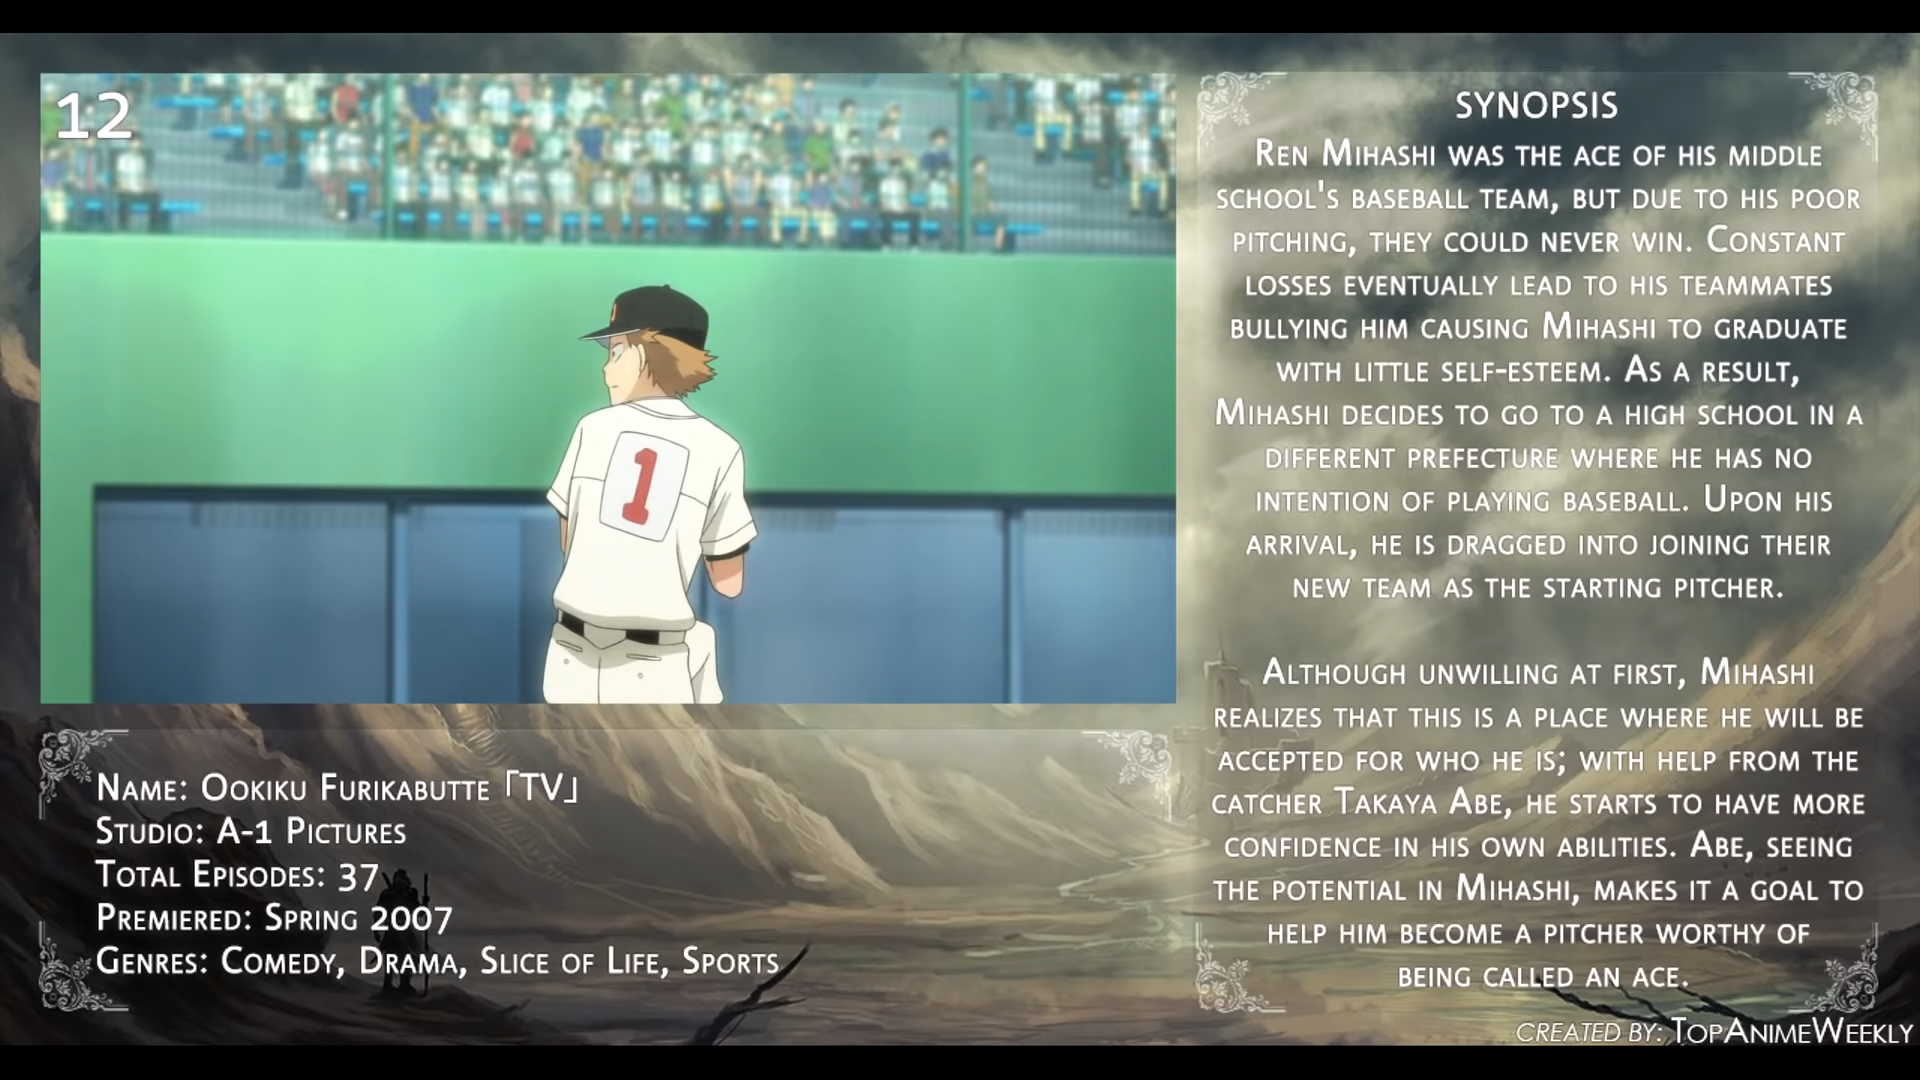 12
1
Name: Ookiku Furikabutte 「TV」
Studio: A-1 Pictures
Total Episodes: 37
Premiered: Spring 2007
Genres: Comedy, Drama, Slice of Life, Sports
SYNOPSIS
Ren Mihashi was the ace of his middle
school's baseball team, but due to his poor
pitching, they could never win. Constant
losses eventually lead to his teammates
bullying him causing Mihashi to graduate
with little self-esteem. As a result,
Mihashi decides to go to a high school in a
different prefecture where he has no
intention of playing baseball. Upon his
arrival, he is dragged into joining their
new team as the starting pitcher.
Although unwilling at first, Mihashi
realizes that this is a place where he will be
accepted for who he is; with help from the
catcher Takaya Abe, he starts to have more
confidence in his own abilities. Abe, seeing
the potential in Mihashi, makes it a goal to
help him become a pitcher worthy of
being called an ace.
CREATED BY: TopAnimeWeekly